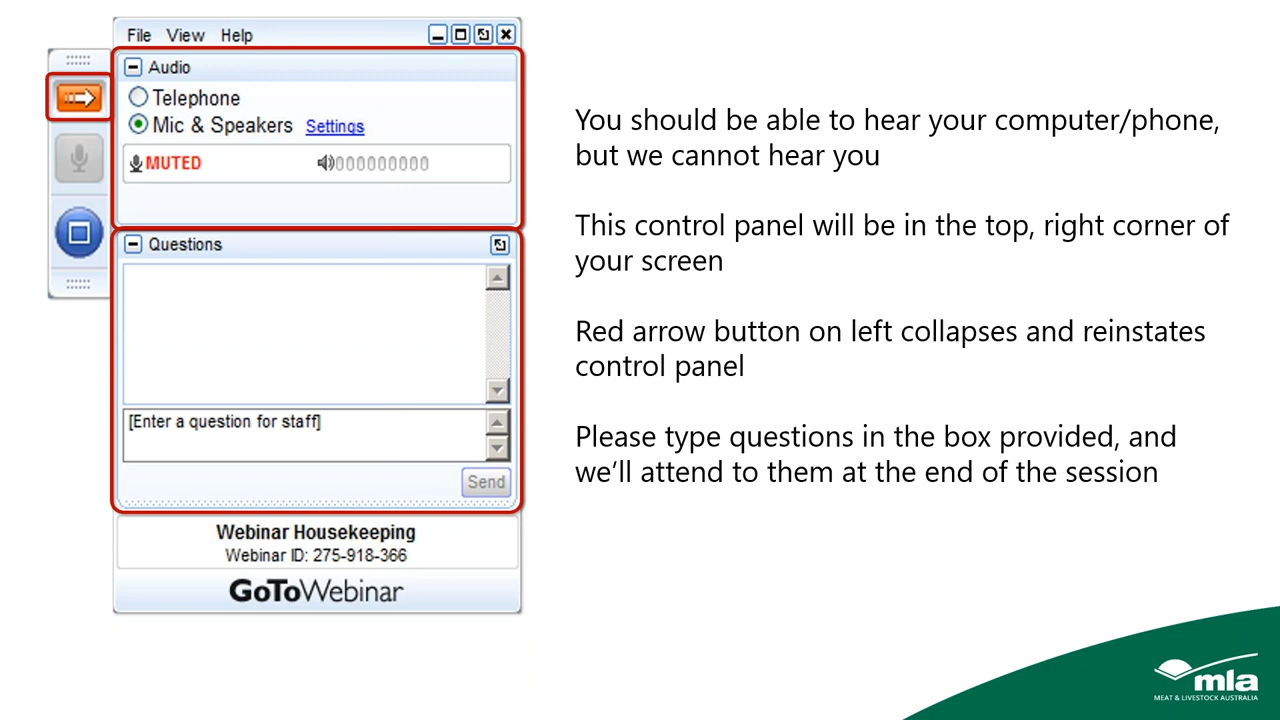 File View Help
Audio
Telephone
Mic & Speakers Settings
MUTED 000000000
Questions
[Enter a question for staff]
Send
Webinar Housekeeping
Webinar ID: 275-918-366
GoToWebinar
You should be able to hear your computer/phone,
but we cannot hear you
This control panel will be in the top, right corner of
your screen
Red arrow button on left collapses and reinstates
control panel
Please type questions in the box provided, and
we’ll attend to them at the end of the session
mla
MEAT & LIVESTOCK AUSTRALIA